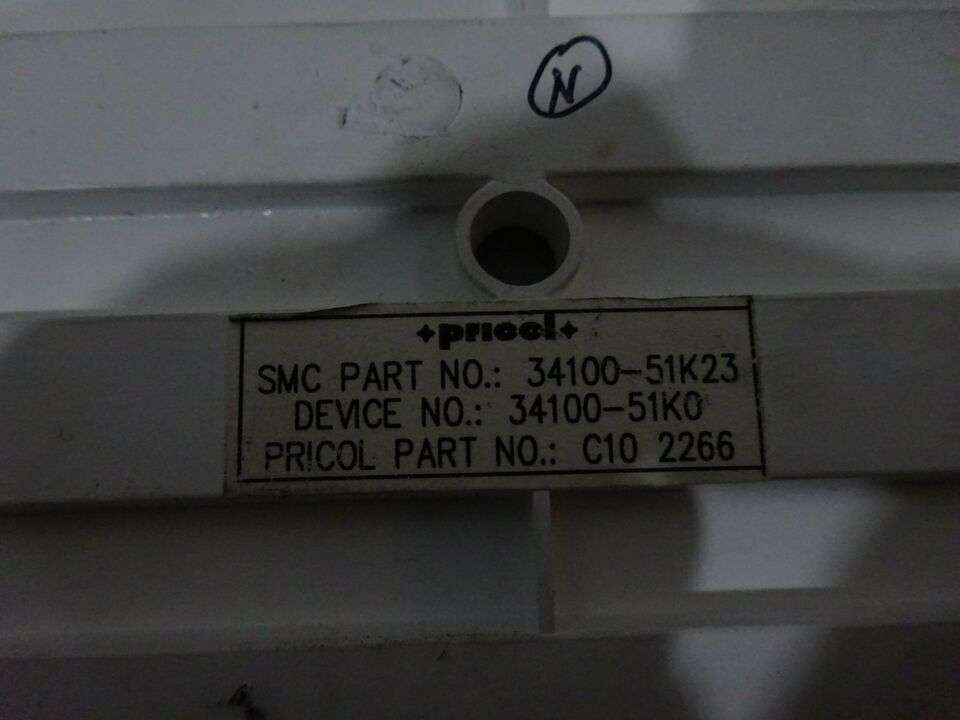 N
pricol
SMC PART NO.: 34100-51K23
DEVICE NO.: 34100-51K0
PRICOL PART NO.: C10 2266